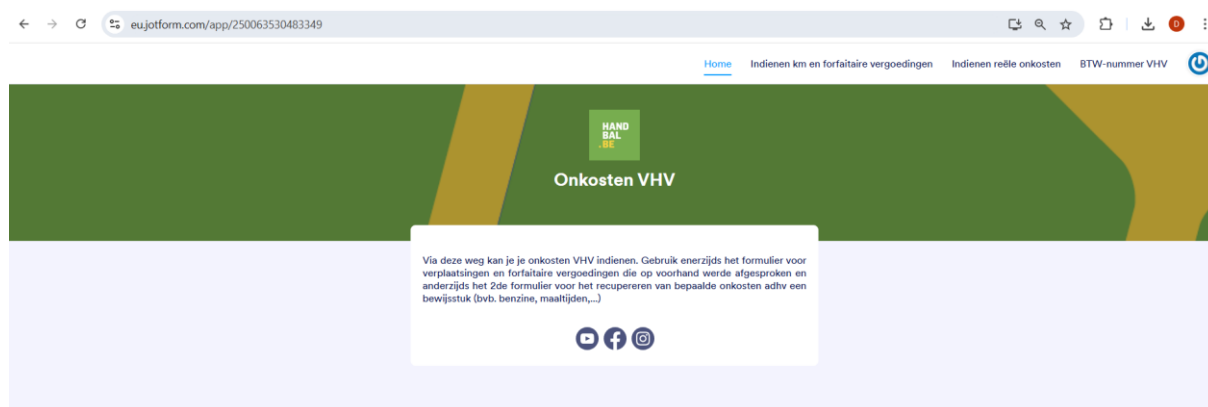 eu.jotform.com/app/250063530483349
D
Home Indienen km en forfaitaire vergoedingen Indienen reële onkosten BTW-nummer VHV
HAND
BAL
.BE
Onkosten VHV
Via deze weg kan je je onkosten VHV indienen. Gebruik enerzijds het formulier voor
verplaatsingen en forfaitaire vergoedingen die op voorhand werde afgesproken en
anderzijds het 2de formulier voor het recupereren van bepaalde onkosten adhv een
bewijsstuk (bvb. benzine, maaltijden,...)